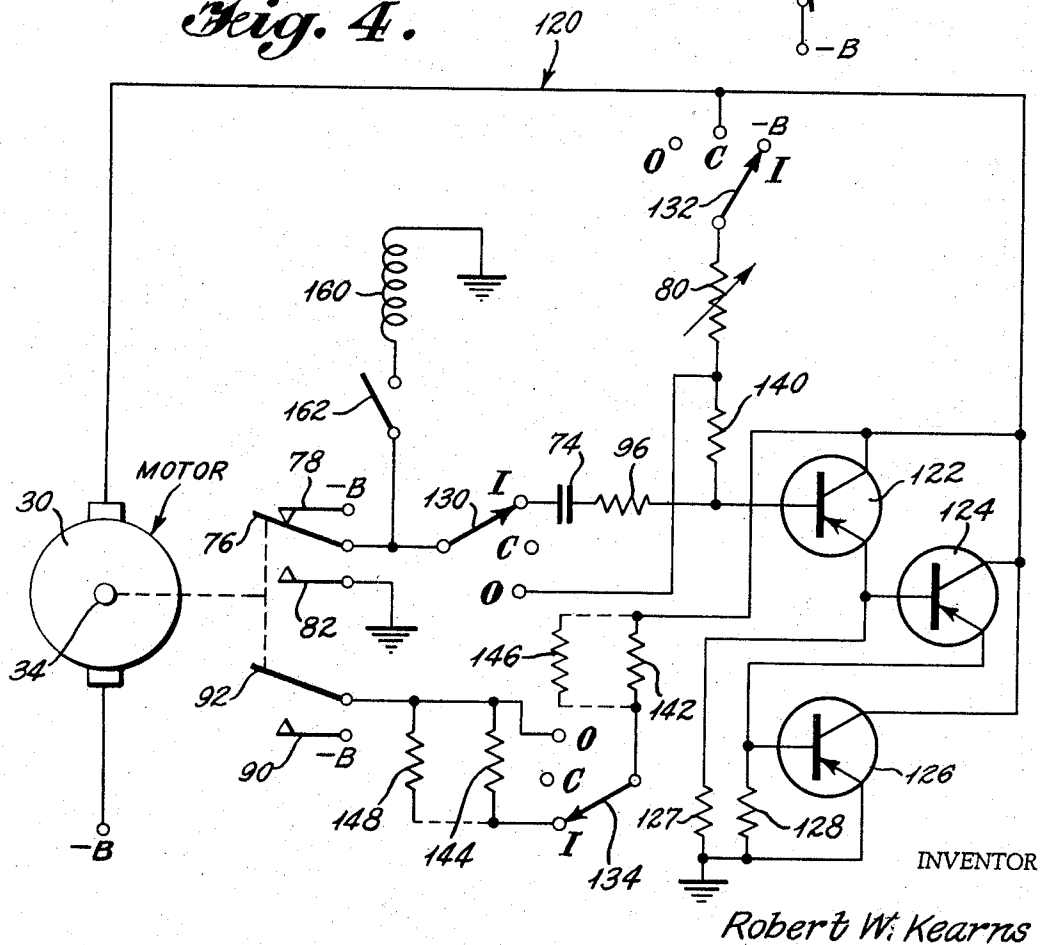 Fig. 4.
120
-B
-B
O
C
I
132
160
80
162
140
MOTOR
78
-B
130
I
74
96
122
30
76
124
C
O
82
34
146
142
92
O
-B
90
C
126
148
144
127
128
I
134
-B
INVENTOR
Robert W. Kearns